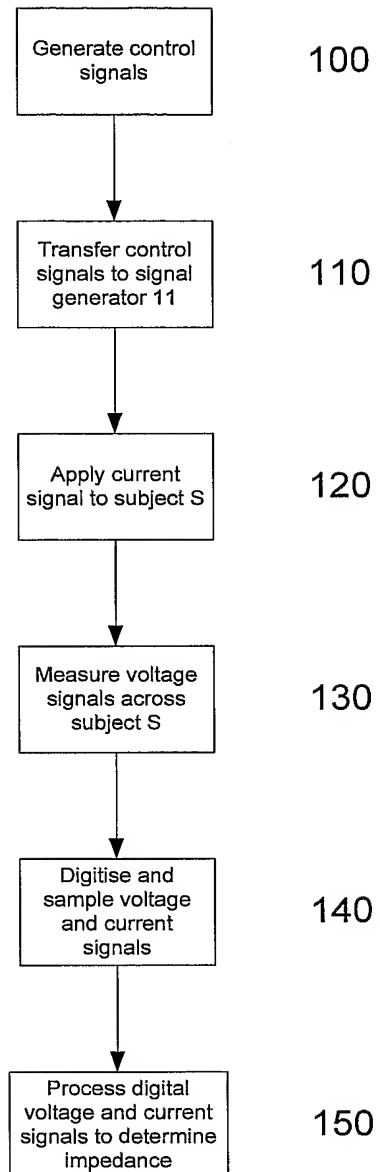 Generate control
signals
100
Transfer control
signals to signal
generator 11
110
Apply current
signal to subject S
120
Measure voltage
signals across
subject S
130
Digitise and
sample voltage
and current
signals
140
Process digital
voltage and current
signals to determine
impedance
150